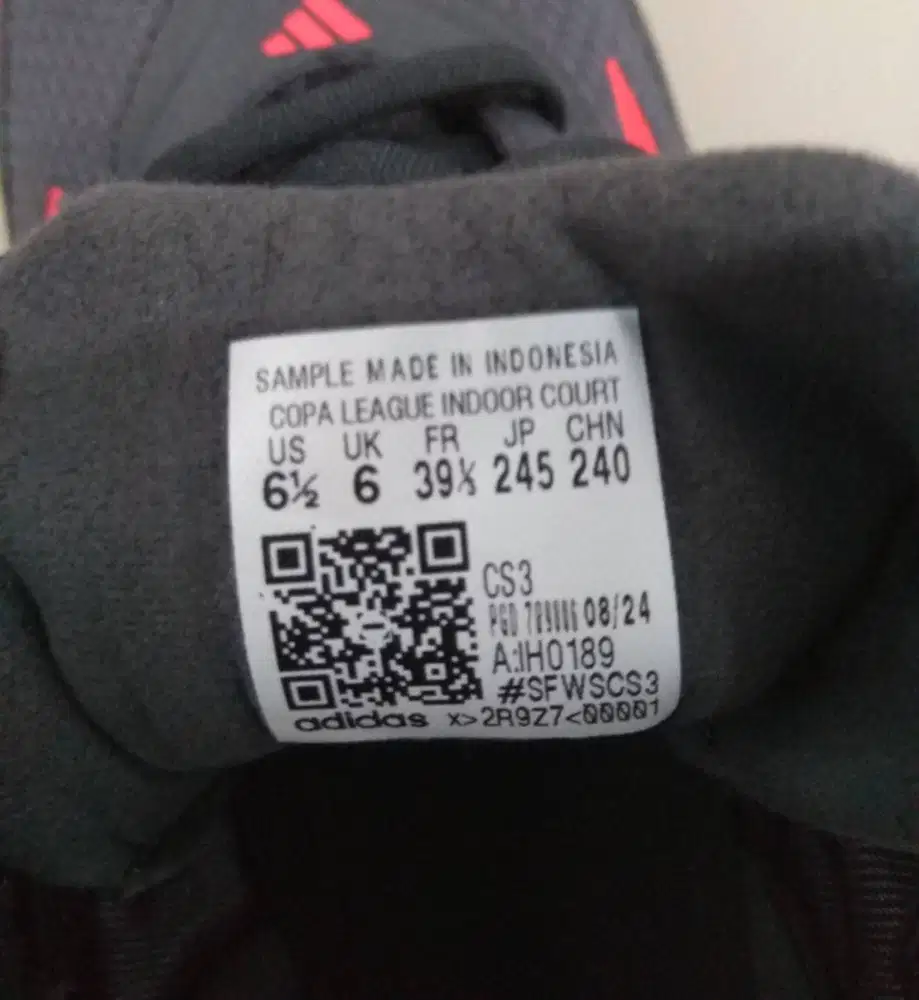 SAMPLE MADE IN INDONESIA
COPA LEAGUE INDOOR COURT
US UK FR JP CHN
6½ 6 39⅓ 245 240
CS3
PGD 08/24
A:IH0189
#SFWSCS3
adidas X>2R9Z7<00001